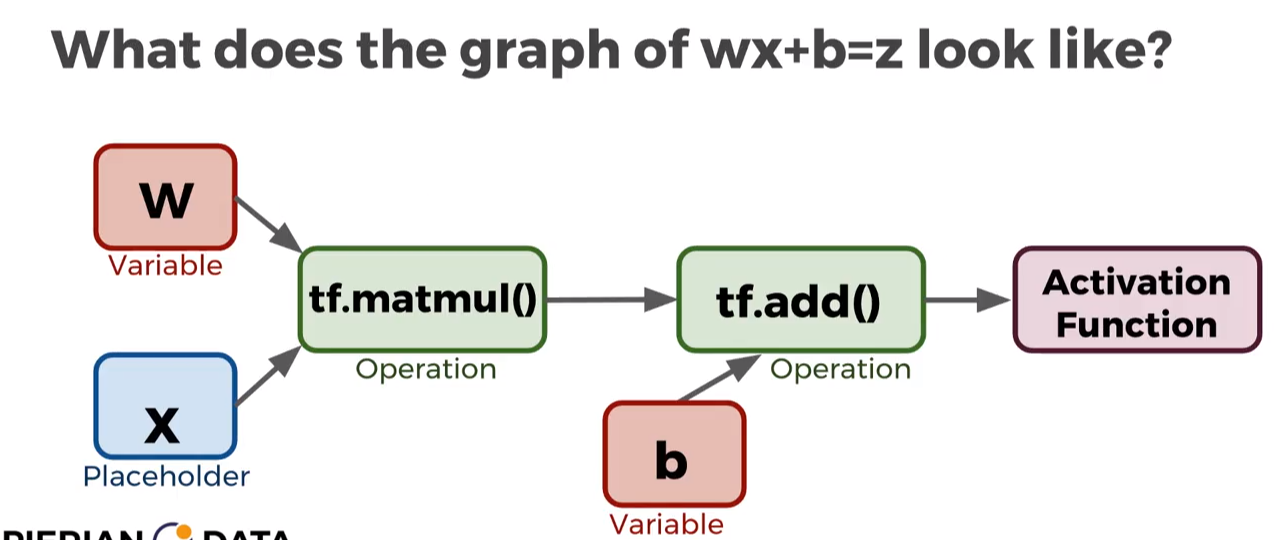 What does the graph of wx+b=z look like?
W
Variable
tf.matmul()
Operation
x
Placeholder
tf.add()
Operation
b
Variable
Activation
Function
PIERIAN DATA